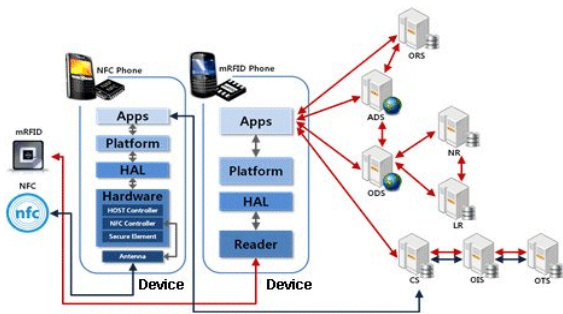 NFC Phone
mRFID Phone
ORS
Apps
Apps
ADS
mRFID
Platform
NR
HAL
Platform
NFC
Hardware
ODS
HOST Controller
HAL
nfc
NFC Controller
LR
Secure Element
Reader
Antenna
CS
OIS
OTS
Device
Device